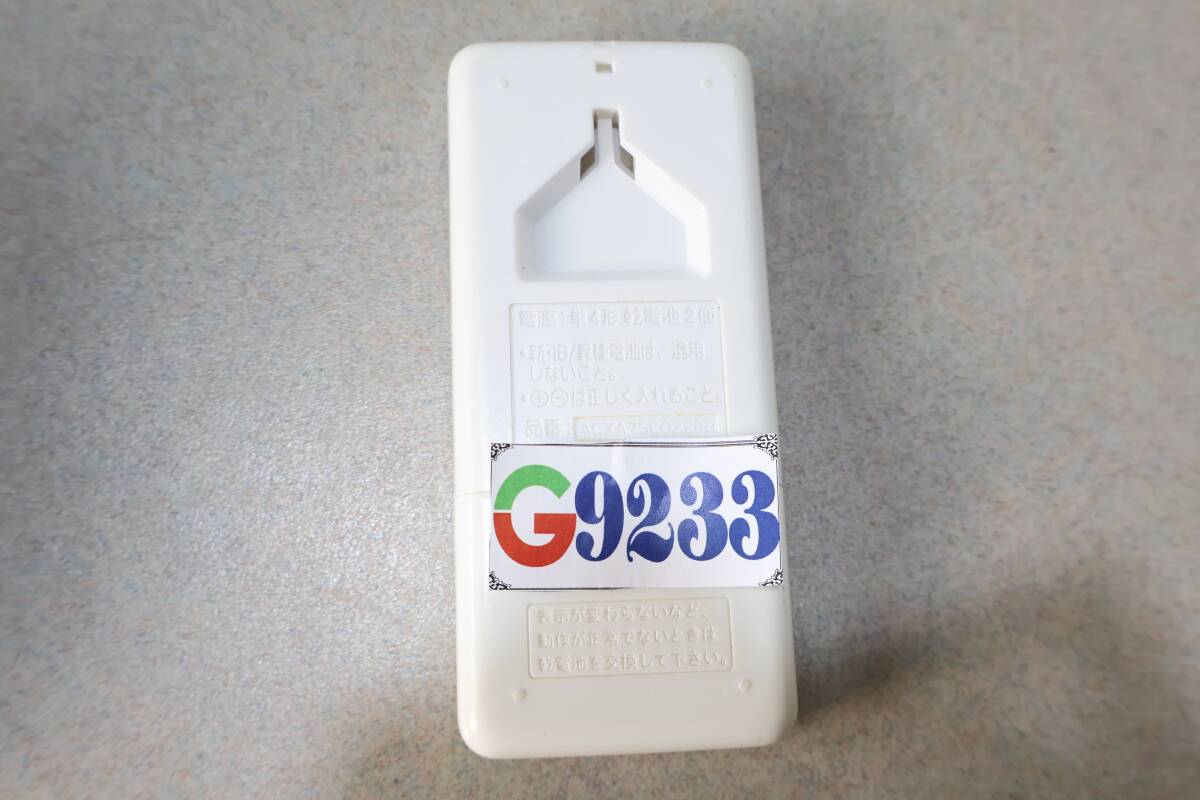 電源:単4形 乾電池 2個
・新・旧/異種電池は、混用
しないこと。
・⊕⊖は正しく入れること。
品番:ACXA75C02280
G9233
表示が変わらないなど、
動作が正常でないときは
乾電池を交換して下さい。